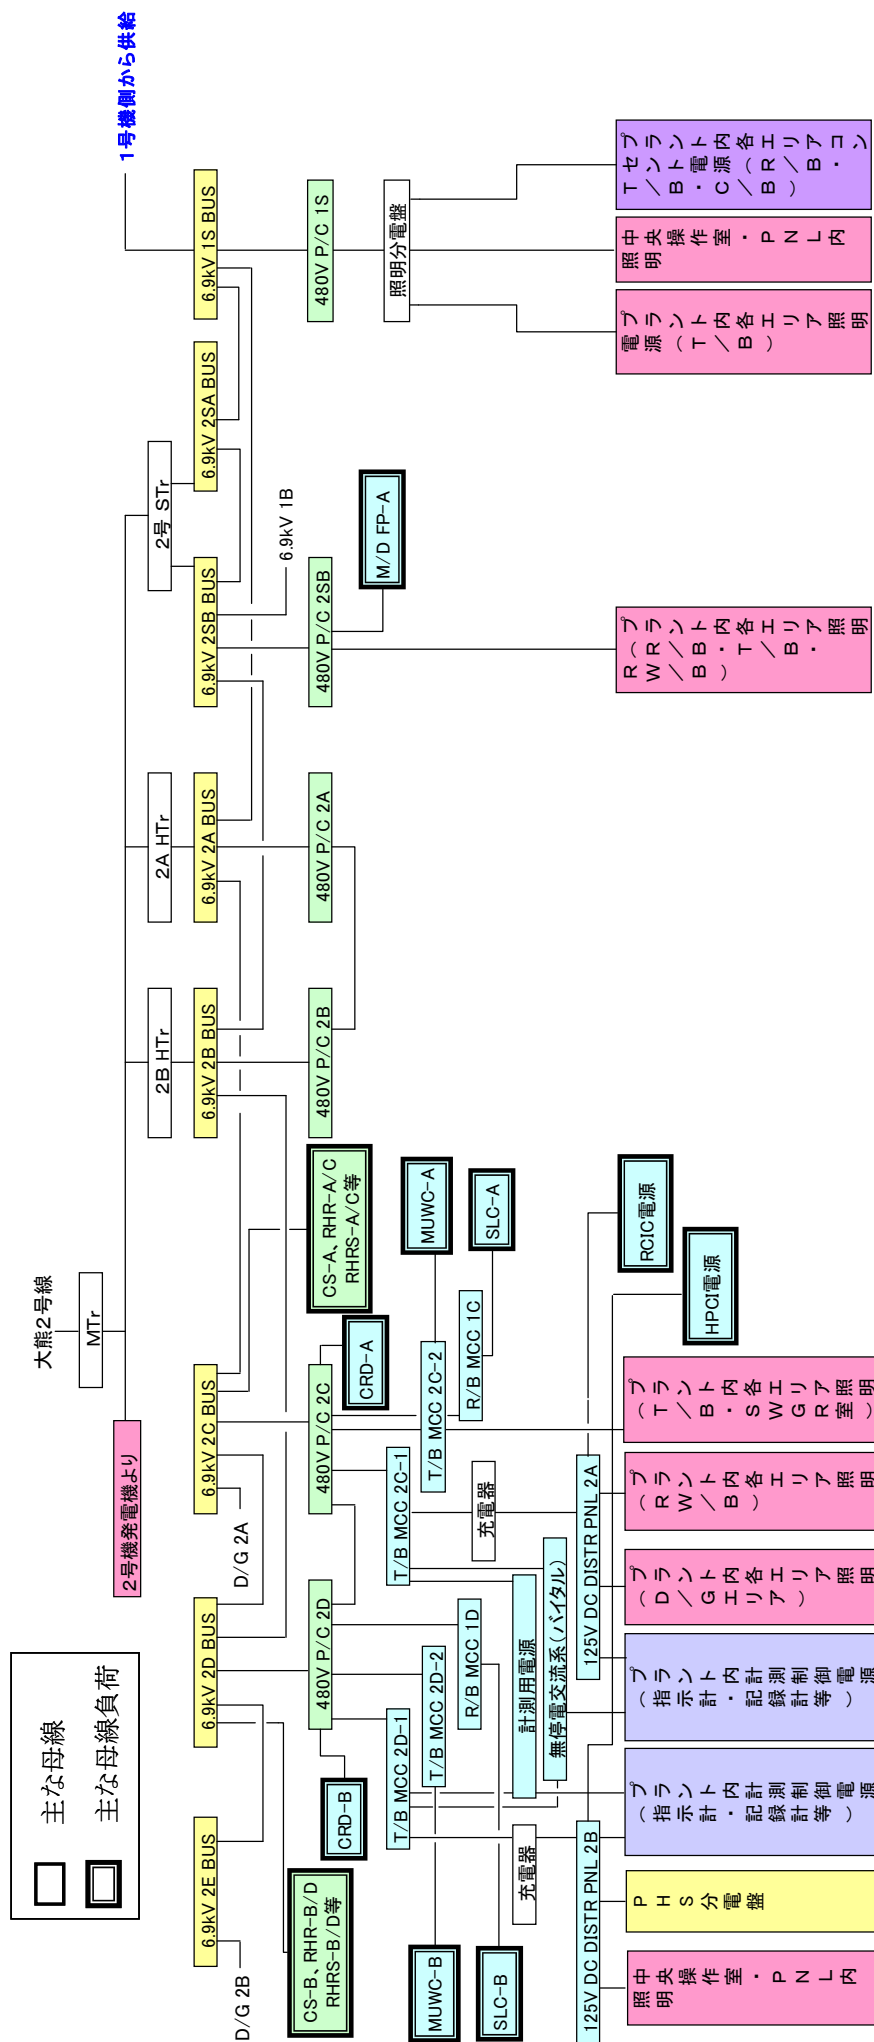 主な母線
主な母線負荷
大熊2号線
MTr
2号機発電機より
2B HTr
2A HTr
2号 STr
1号機側から供給
6.9kV 2E BUS
6.9kV 2D BUS
6.9kV 2C BUS
6.9kV 2B BUS
6.9kV 2A BUS
6.9kV 2SB BUS
6.9kV 2SA BUS
6.9kV 1S BUS
D/G 2B
D/G 2A
6.9kV 1B
CS-B、RHR-B/D
RHRS-B/D等
480V P/C 2D
480V P/C 2C
CS-A、RHR-A/C
RHRS-A/C等
480V P/C 2B
480V P/C 2A
480V P/C 2SB
480V P/C 1S
CRD-B
CRD-A
M/D FP-A
照明分電盤
T/B MCC 2D-1
T/B MCC 2C-1
MUWC-B
T/B MCC 2D-2
T/B MCC 2C-2
MUWC-A
SLC-B
R/B MCC 1D
R/B MCC 1C
SLC-A
充電器
計測用電源
充電器
無停電交流系(バイタル)
125V DC DISTR PNL 2B
125V DC DISTR PNL 2A
RCIC電源
HPCI電源
中央操作室・PNL内
照明
PHS分電盤
プラント内計測制御電源
(指示計・記録計等)
プラント内計測制御電源
(指示計・記録計等)
プラント内各エリア照明
(D/Gエリア)
プラント内各エリア照明
(RW/B)
プラント内各エリア照明
(T/B・SWGR室)
プラント内各エリア照明
(R/B・T/B・
RW/B)
プラント内各エリア照明
電源(T/B)
中央操作室・PNL内
照明
プラント内各エリアコン
セント電源(R/B・
T/B・C/B)